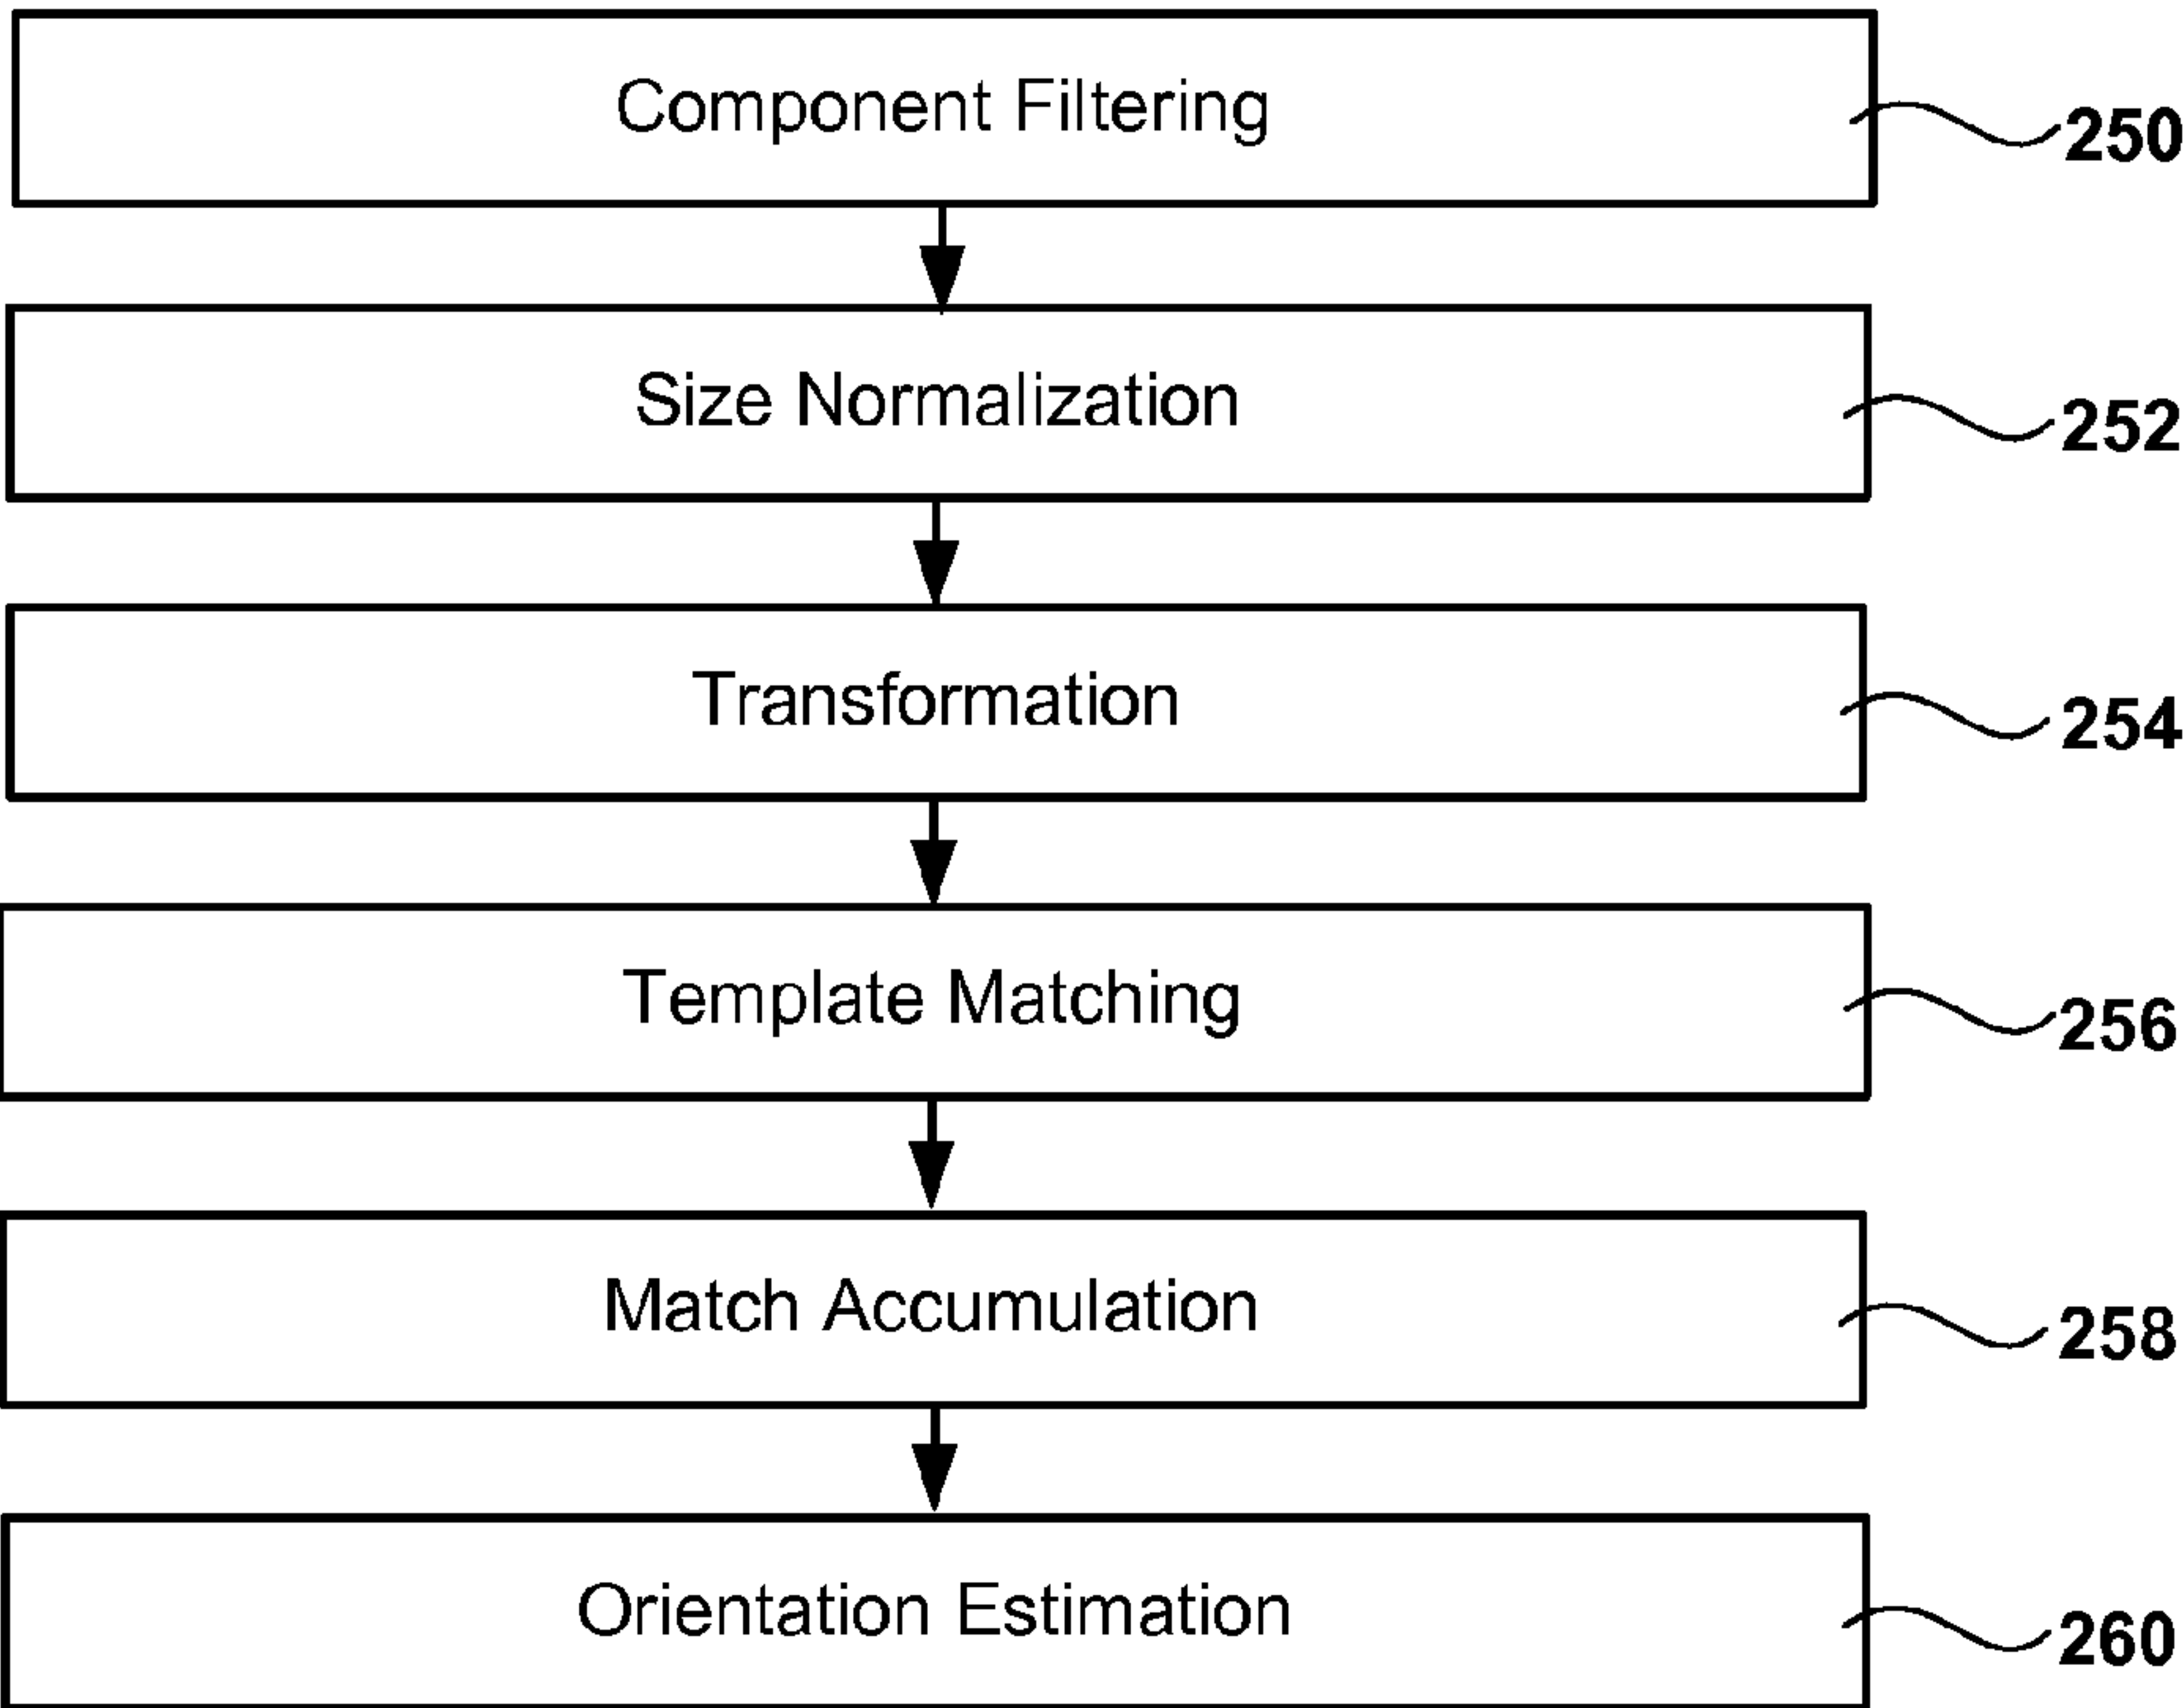 Component Filtering
250
Size Normalization
252
Transformation
254
Template Matching
256
Match Accumulation
258
Orientation Estimation
260